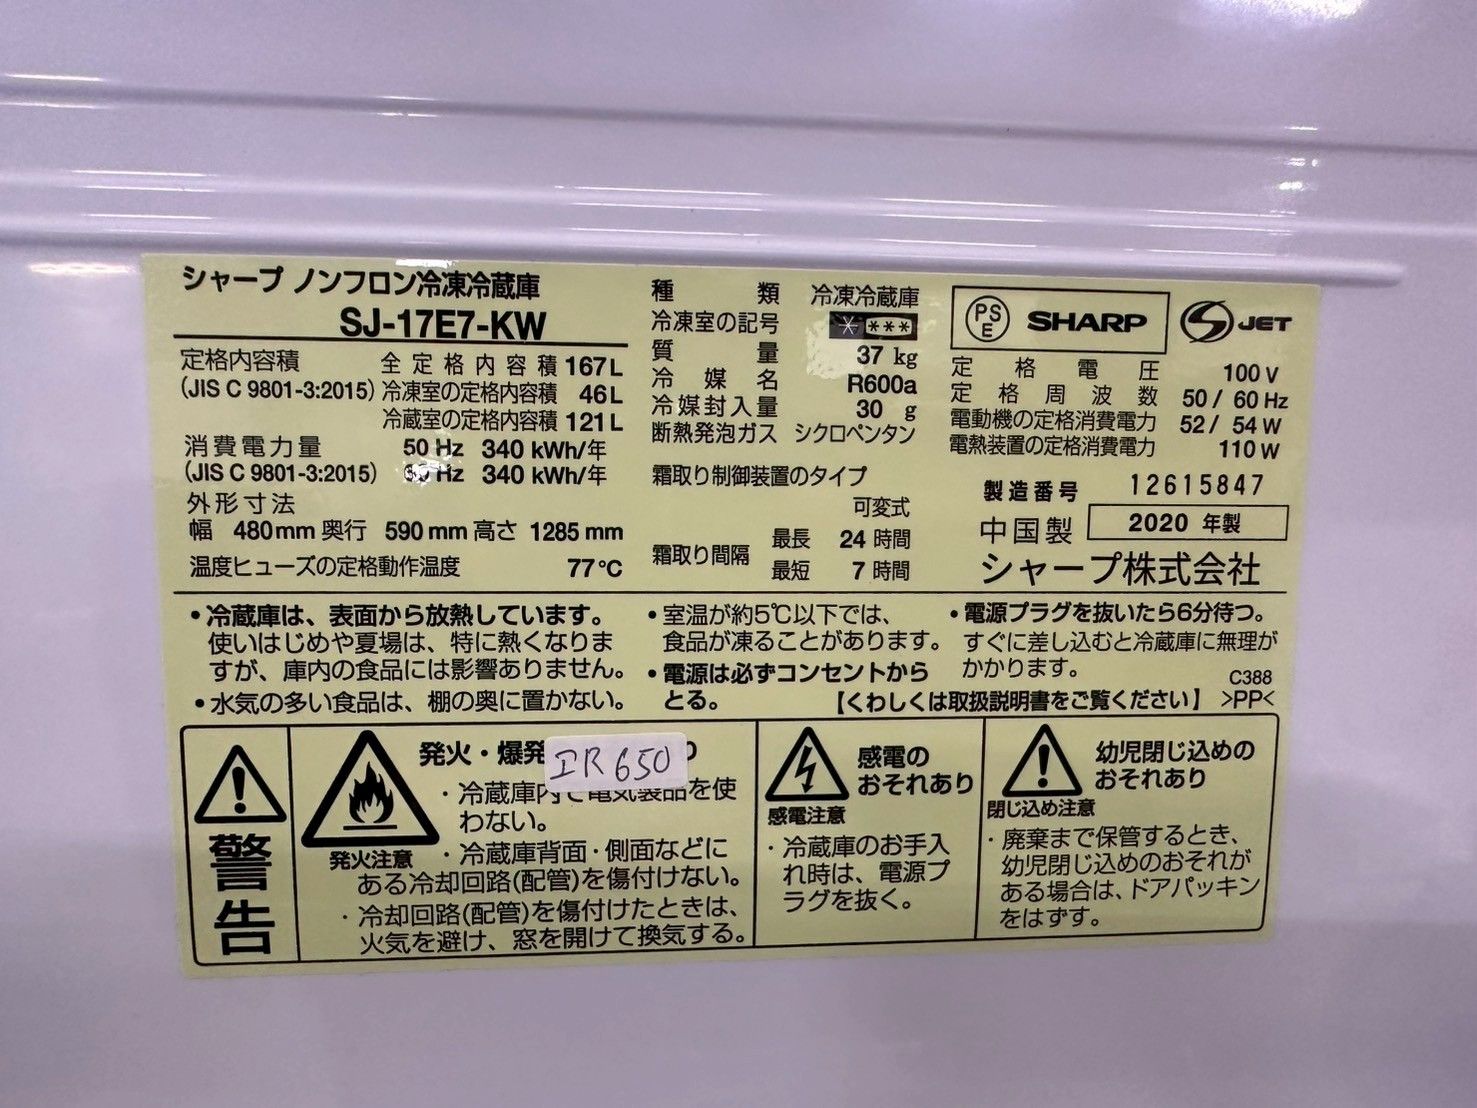 シャープ ノンフロン冷凍冷蔵庫
SJ-17E7-KW
定格内容積 全定格内容積 167L
(JIS C 9801-3:2015) 冷凍室の定格内容積 46L
冷蔵室の定格内容積 121L
消費電力量 50 Hz 340 kWh/年
(JIS C 9801-3:2015) Hz 340 kWh/年
外形寸法
幅 480mm 奥行 590mm 高さ 1285mm
温度ヒューズの定格動作温度 77℃
種類 冷凍冷蔵庫
冷凍室の記号 * ***
質量 37 kg
冷媒名 R600a
冷媒封入量 30 g
断熱発泡ガス シクロペンタン
霜取り制御装置のタイプ
可変式
霜取り間隔 最長 24 時間
最短 7 時間
PSE SHARP S JET
定格電圧 100V
定格周波数 50/60Hz
電動機の定格消費電力 52/54W
電熱装置の定格消費電力 110W
製造番号 12615847
中国製 2020 年製
シャープ株式会社
・冷蔵庫は、表面から放熱しています。
使いはじめや夏場は、特に熱くなりま
すが、庫内の食品には影響ありません。
・水気の多い食品は、棚の奥に置かない。
・室温が約5℃以下では、
食品が凍ることがあります。
・電源は必ずコンセントから
とる。
・電源プラグを抜いたら6分待つ。
すぐに差し込むと冷蔵庫に無理が
かかります。
C388
【くわしくは取扱説明書をご覧ください】 >PP<
警告
発火・爆発
IR650
発火注意
・冷蔵庫内で電気製品を使
わない。
・冷蔵庫背面・側面などに
ある冷却回路(配管)を傷付けない。
・冷却回路(配管)を傷付けたときは、
火気を避け、窓を開けて換気する。
感電の
おそれあり
感電注意
・冷蔵庫のお手入
れ時は、電源プ
ラグを抜く。
幼児閉じ込めの
おそれあり
閉じ込め注意
・廃棄まで保管するとき、
幼児閉じ込めのおそれが
ある場合は、ドアパッキン
をはずす。